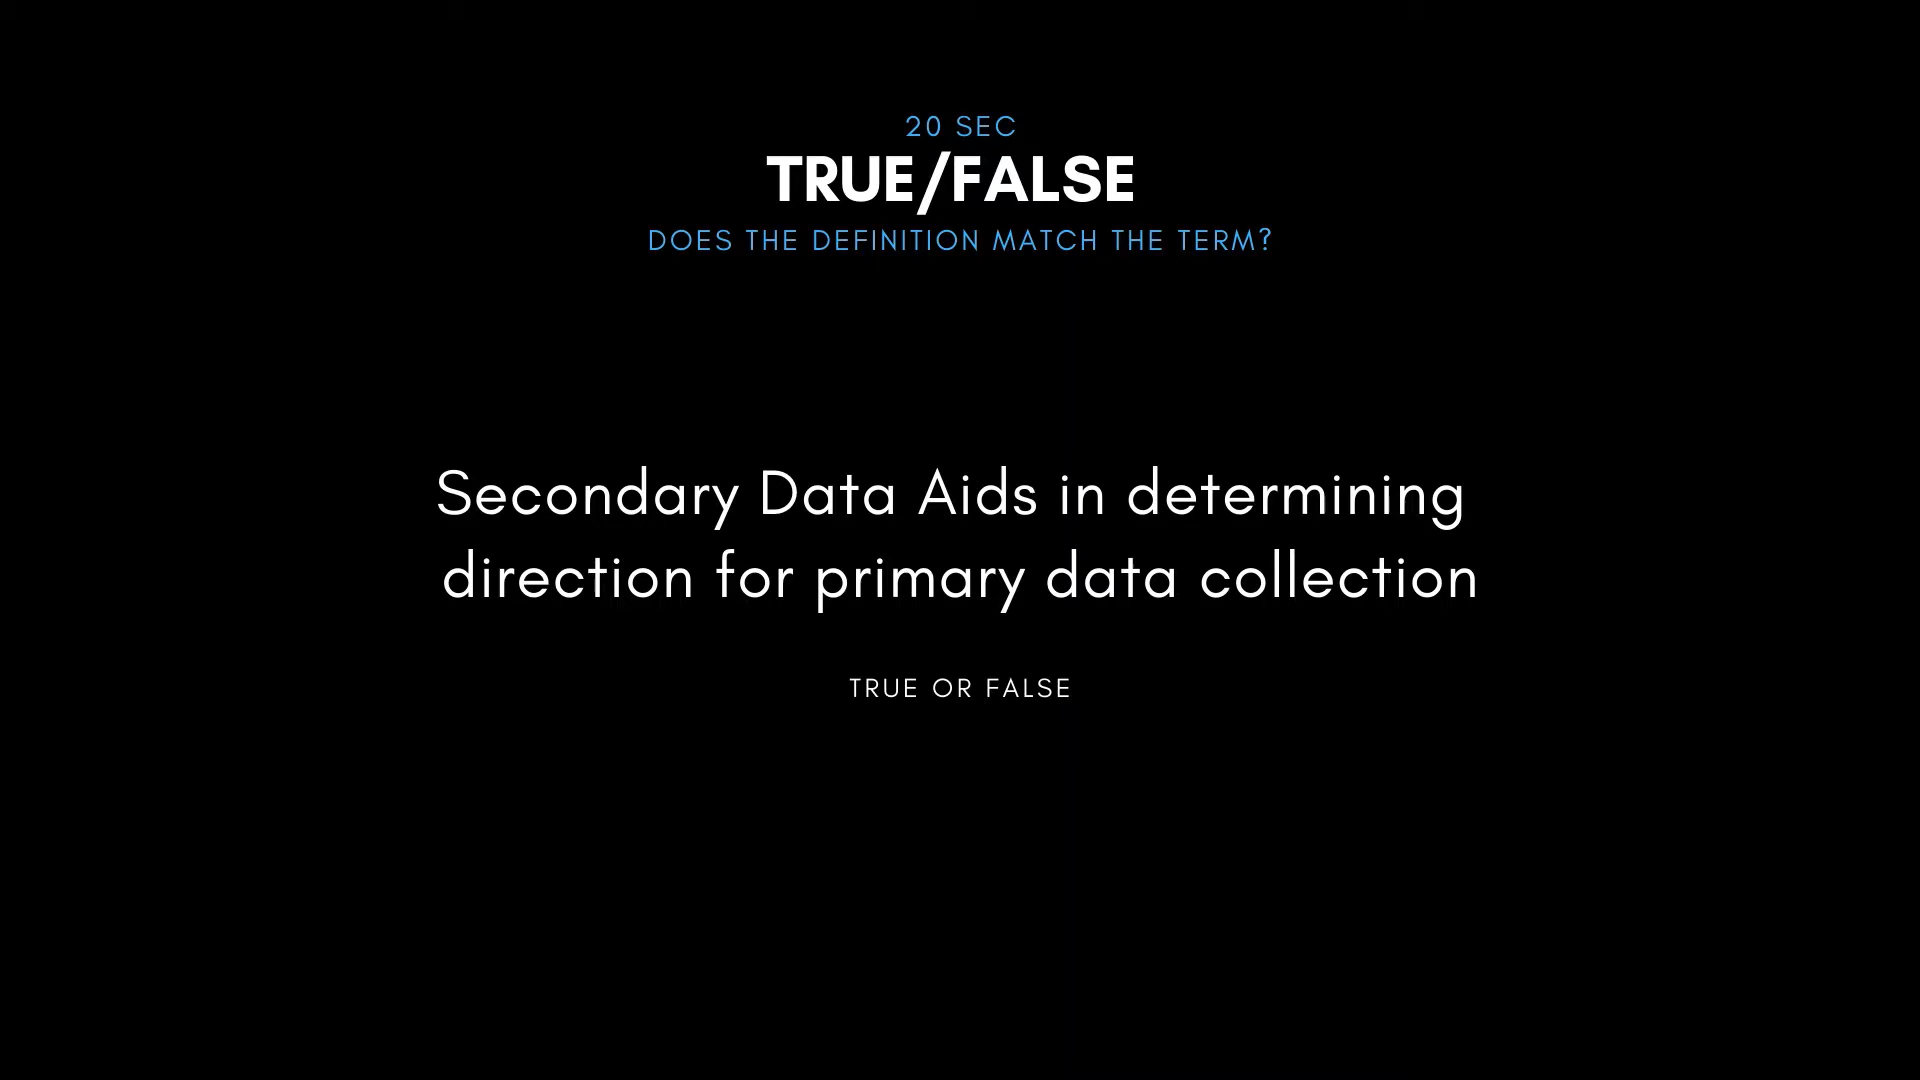 20 SEC
TRUE/FALSE
DOES THE DEFINITION MATCH THE TERM?
Secondary Data Aids in determining
direction for primary data collection
TRUE OR FALSE